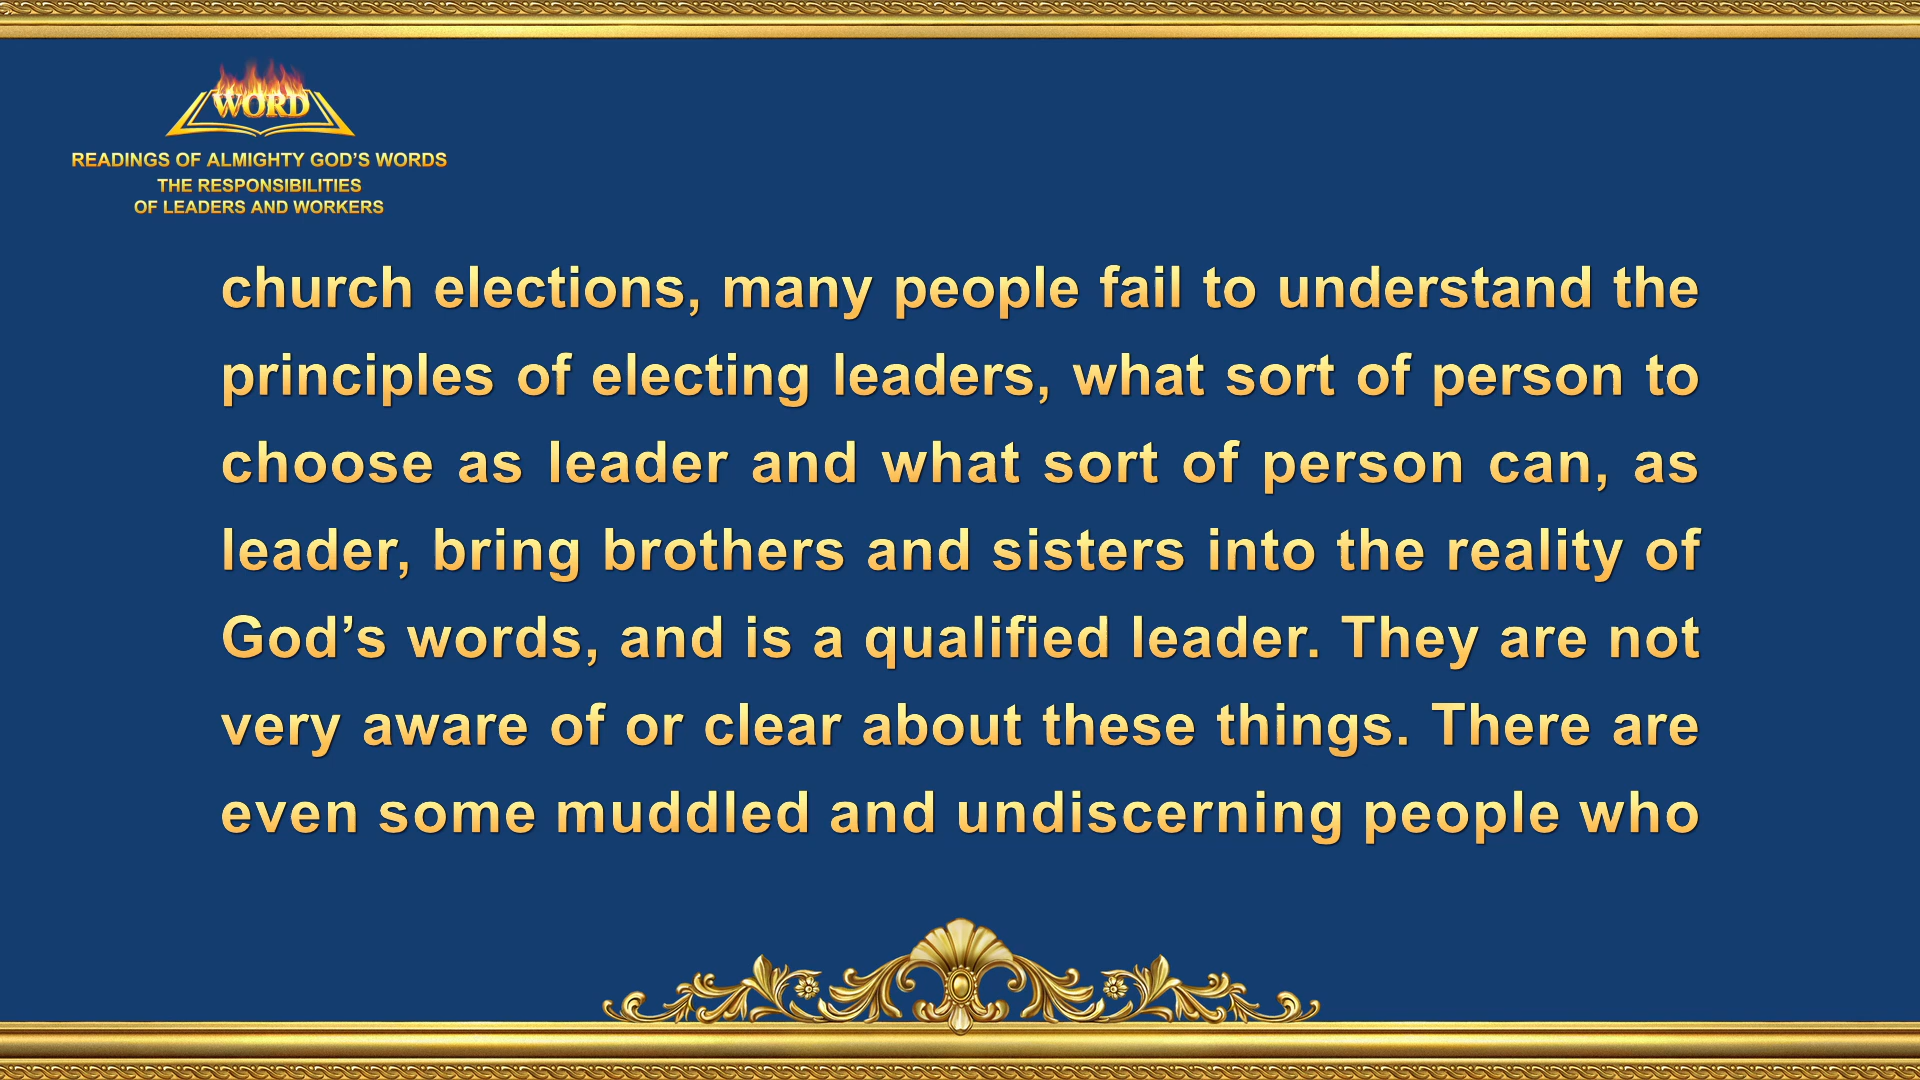 WORD
READINGS OF ALMIGHTY GOD’S WORDS
THE RESPONSIBILITIES
OF LEADERS AND WORKERS
church elections, many people fail to understand the
principles of electing leaders, what sort of person to
choose as leader and what sort of person can, as
leader, bring brothers and sisters into the reality of
God’s words, and is a qualified leader. They are not
very aware of or clear about these things. There are
even some muddled and undiscerning people who